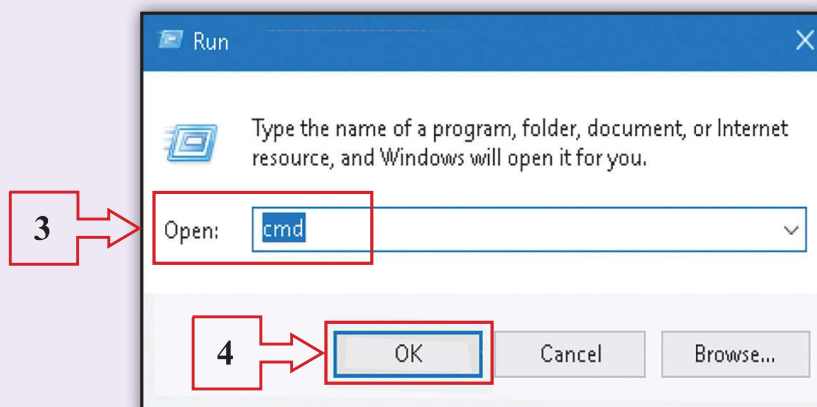 Run
Type the name of a program, folder, document, or Internet
resource, and Windows will open it for you.
3
Open: cmd
4
OK Cancel Browse...